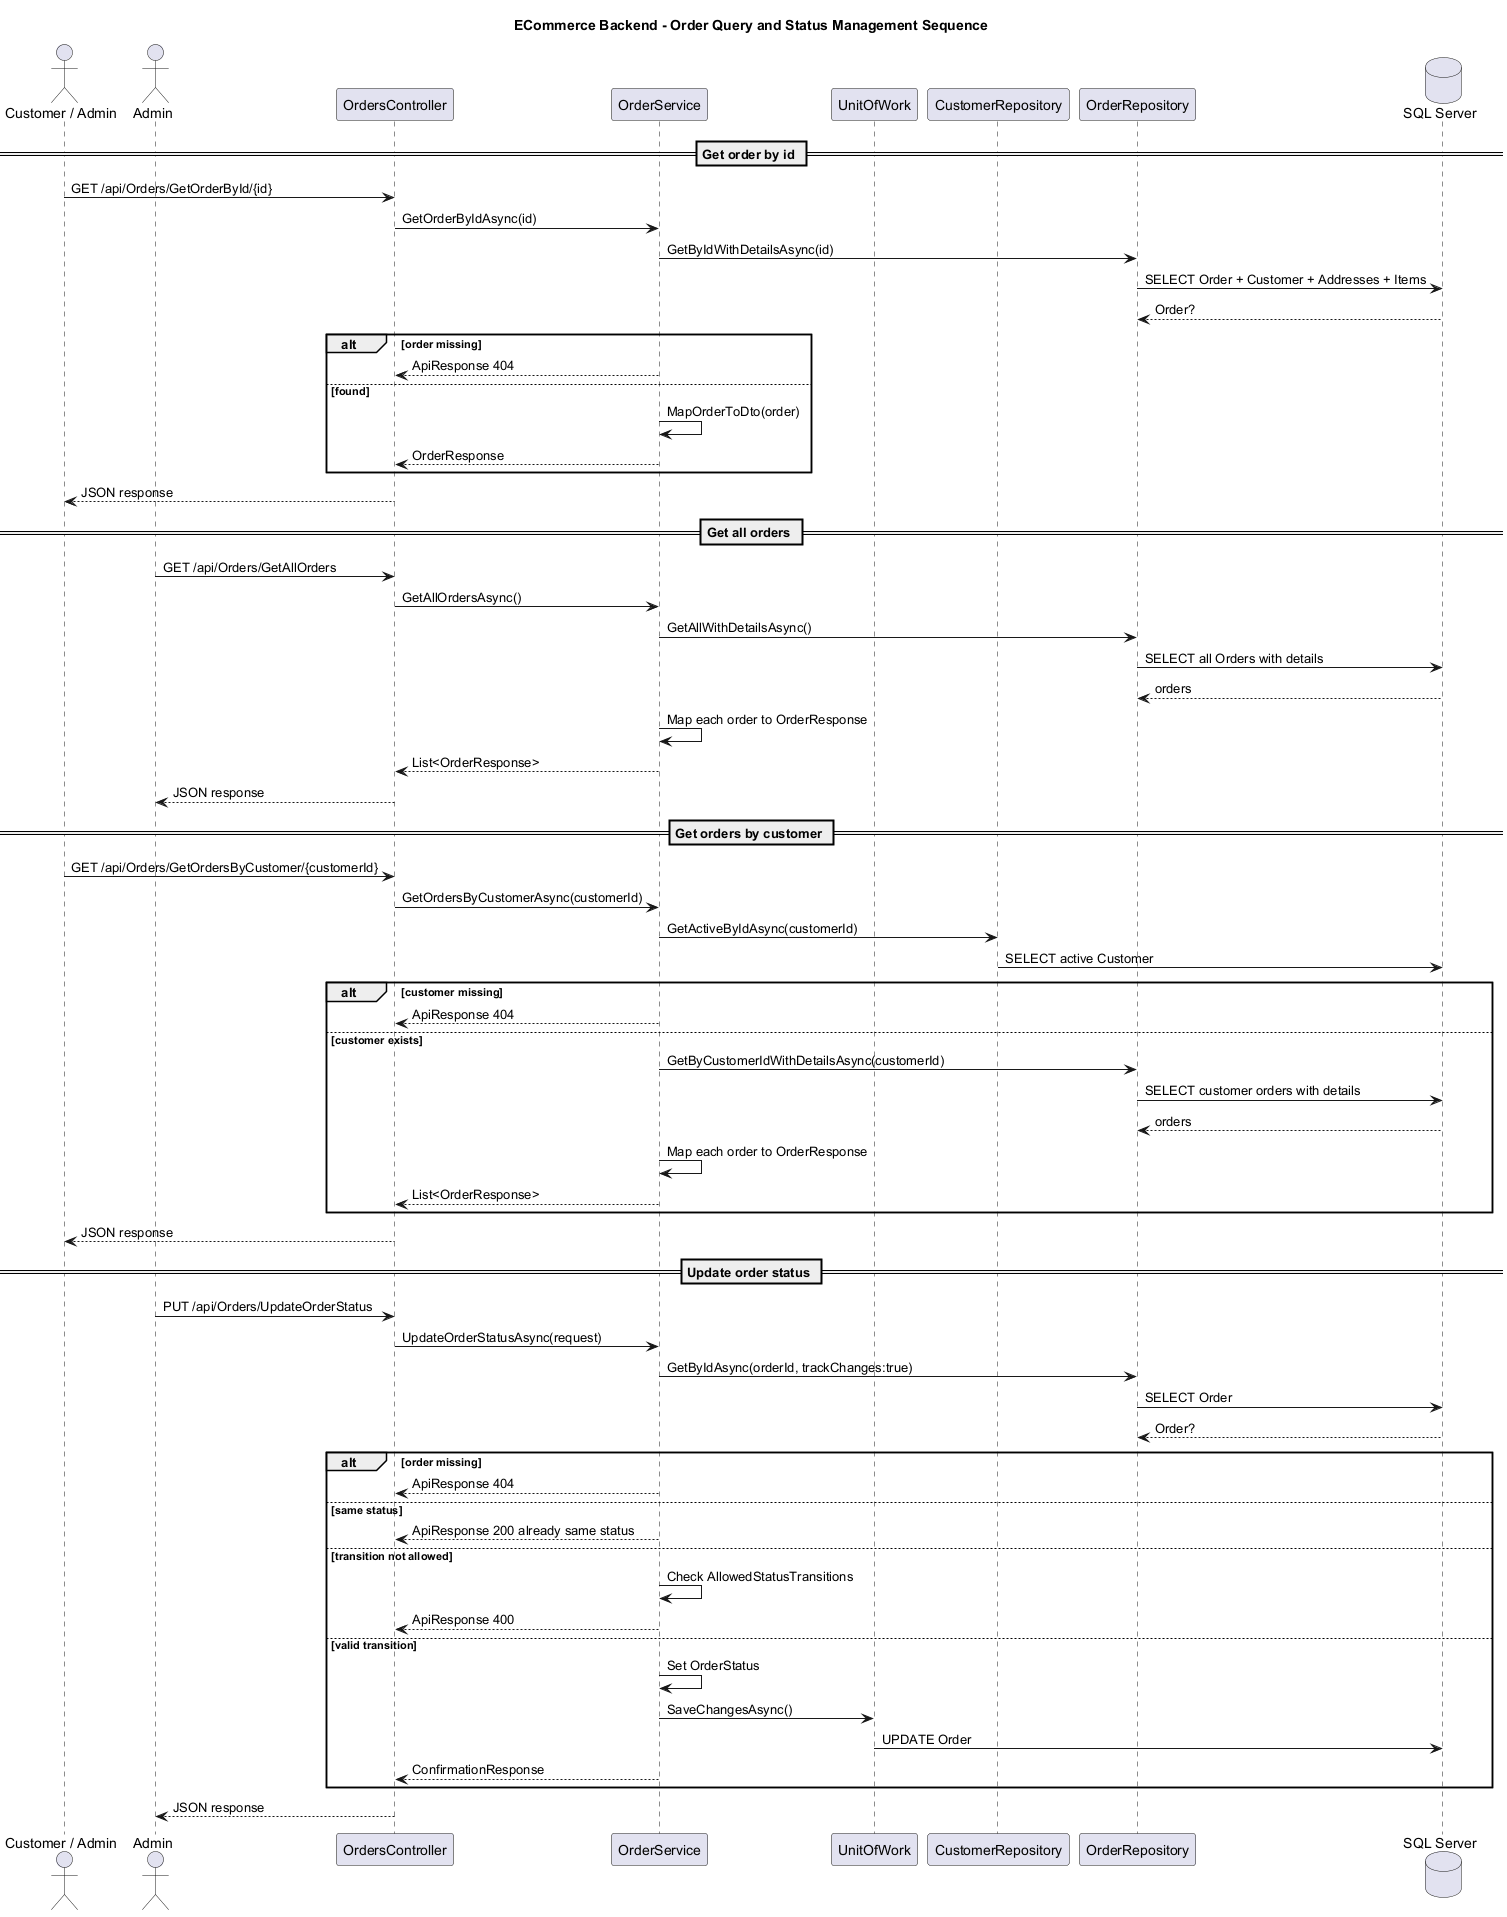 ECommerce Backend - Order Query and Status Management Sequence
Customer / Admin
Admin
OrdersController
OrderService
UnitOfWork
CustomerRepository
OrderRepository
SQL Server
Get order by id
GET /api/Orders/GetOrderById/{id}
GetOrderByIdAsync(id)
GetByIdWithDetailsAsync(id)
SELECT Order + Customer + Addresses + Items
Order?
alt [order missing]
ApiResponse 404
[found]
MapOrderToDto(order)
OrderResponse
JSON response
Get all orders
GET /api/Orders/GetAllOrders
GetAllOrdersAsync()
GetAllWithDetailsAsync()
SELECT all Orders with details
orders
Map each order to OrderResponse
List<OrderResponse>
JSON response
Get orders by customer
GET /api/Orders/GetOrdersByCustomer/{customerId}
GetOrdersByCustomerAsync(customerId)
GetActiveByIdAsync(customerId)
SELECT active Customer
alt [customer missing]
ApiResponse 404
[customer exists]
GetByCustomerIdWithDetailsAsync(customerId)
SELECT customer orders with details
orders
Map each order to OrderResponse
List<OrderResponse>
JSON response
Update order status
PUT /api/Orders/UpdateOrderStatus
UpdateOrderStatusAsync(request)
GetByIdAsync(orderId, trackChanges:true)
SELECT Order
Order?
alt [order missing]
ApiResponse 404
[same status]
ApiResponse 200 already same status
[transition not allowed]
Check AllowedStatusTransitions
ApiResponse 400
[valid transition]
Set OrderStatus
SaveChangesAsync()
UPDATE Order
ConfirmationResponse
JSON response
Customer / Admin
Admin
OrdersController
OrderService
UnitOfWork
CustomerRepository
OrderRepository
SQL Server